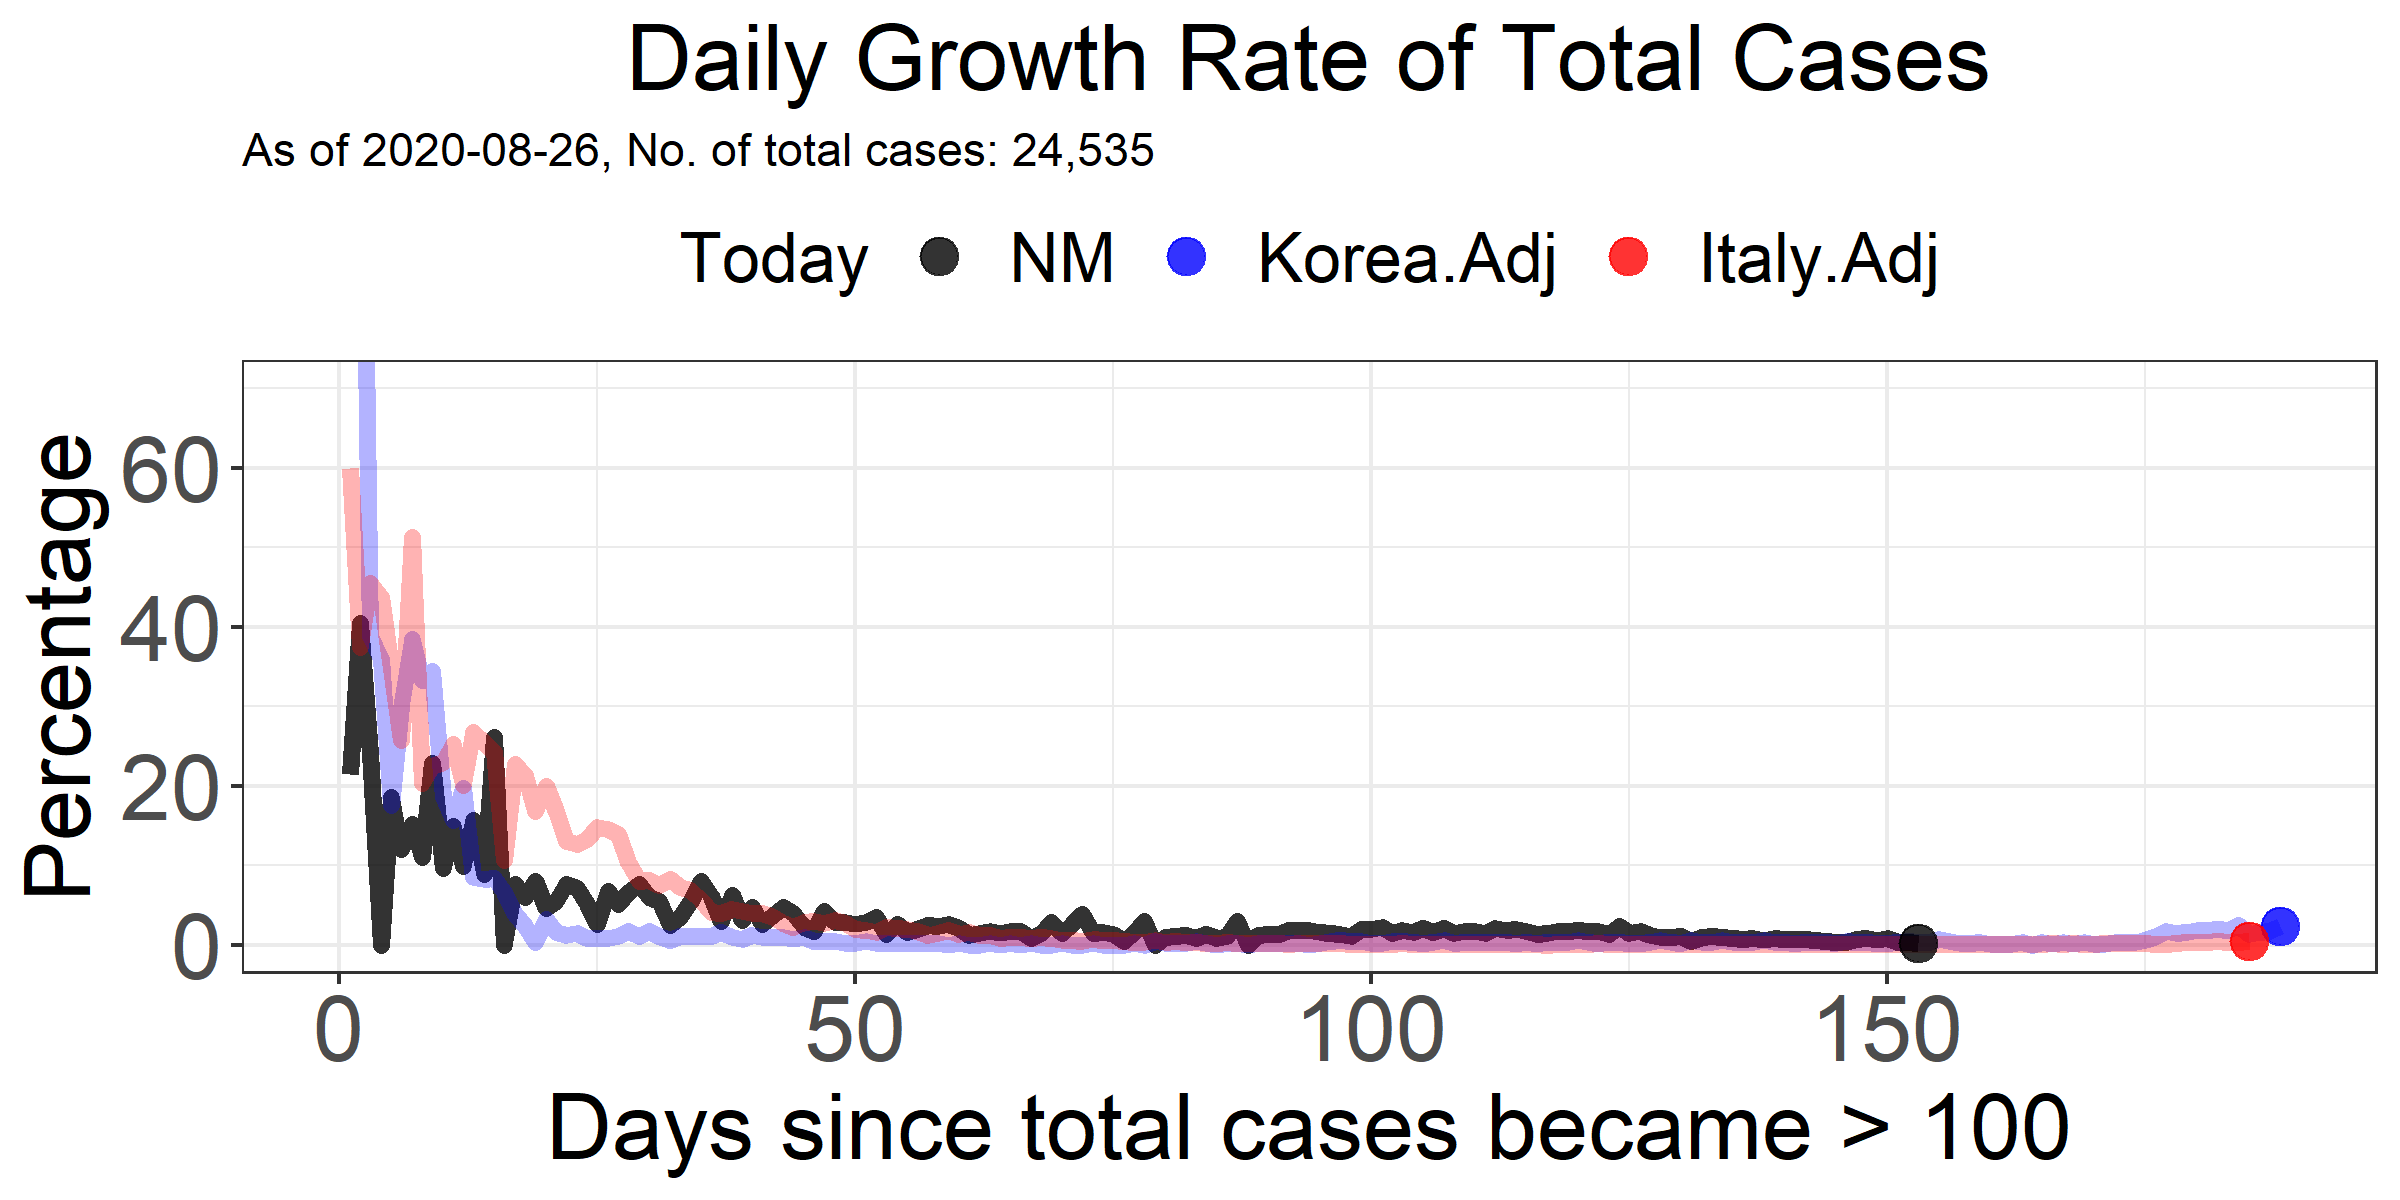 Daily Growth Rate of Total Cases
As of 2020-08-26, No. of total cases: 24,535
Today NM Korea.Adj Italy.Adj
Percentage
60
40
20
0
0 50 100 150
Days since total cases became > 100